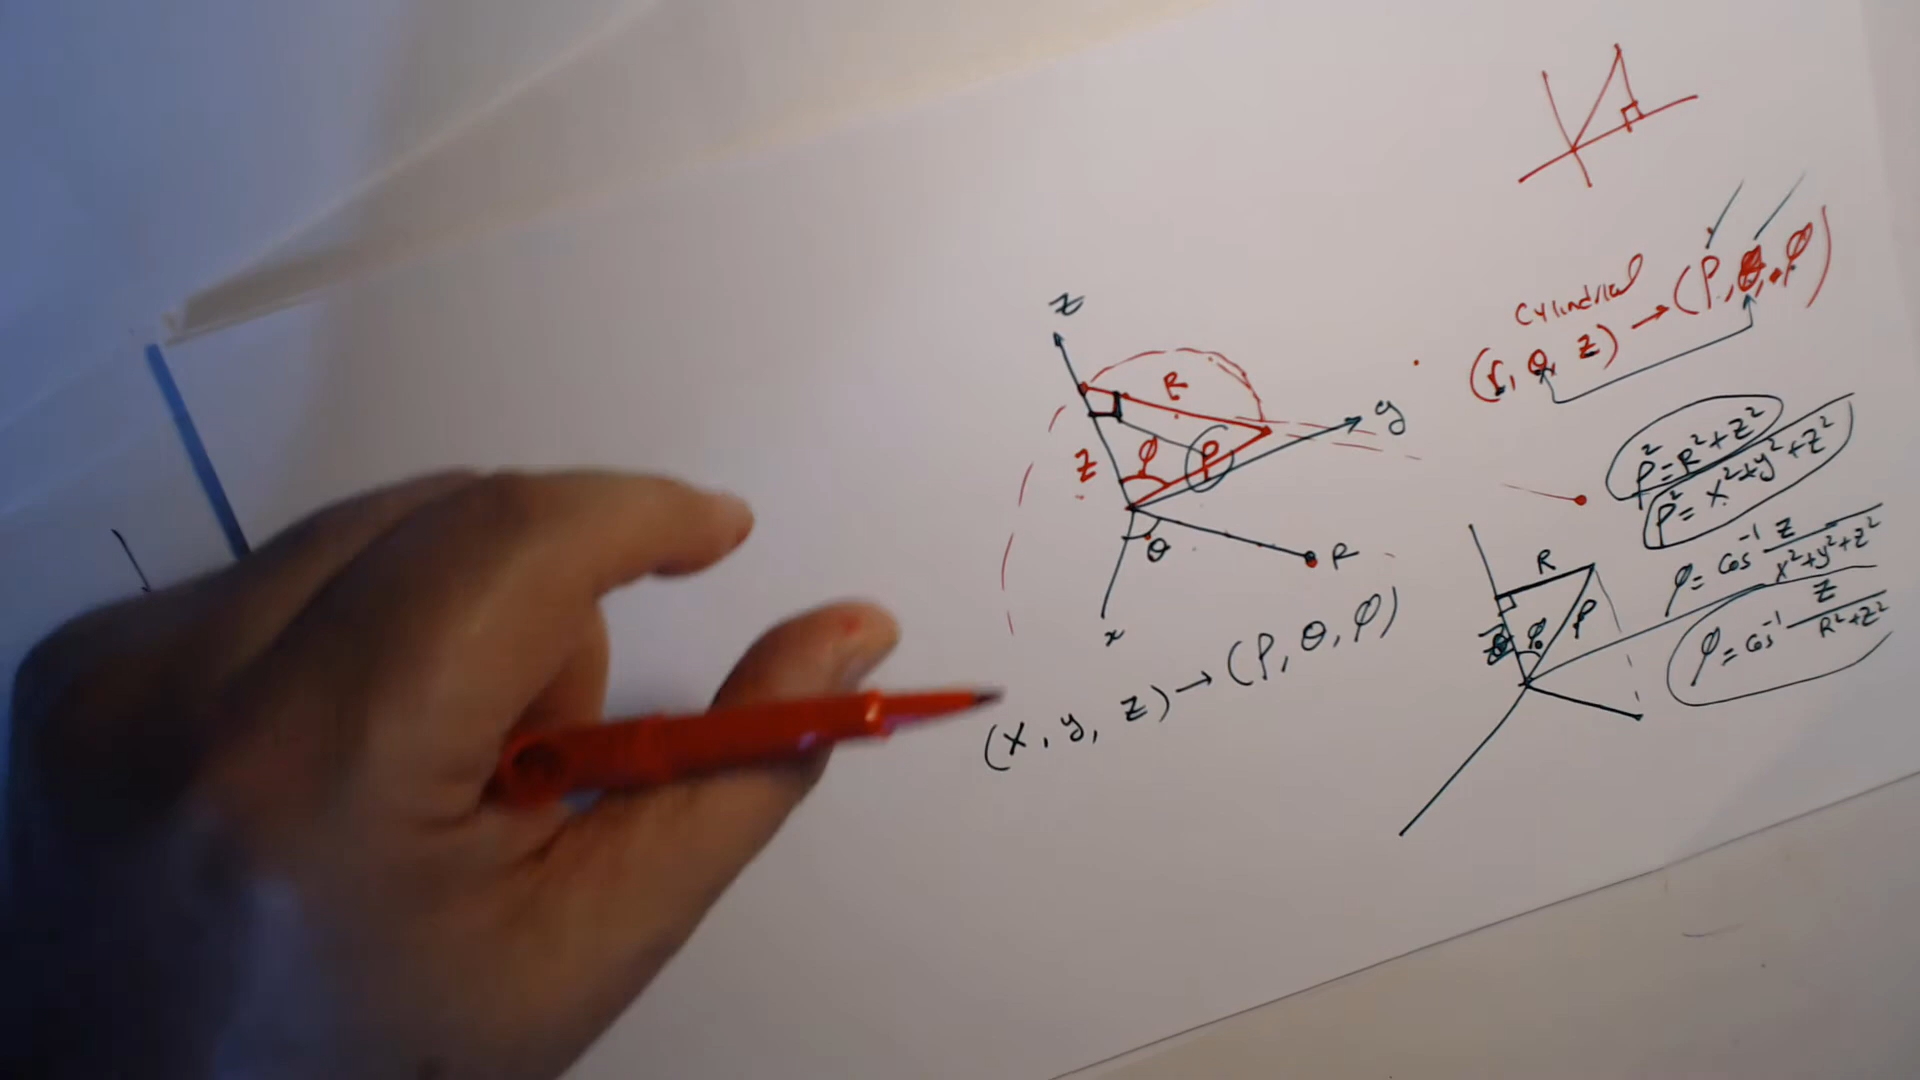 z
R
y
z φ ρ
θ R
x
(x, y, z) → (ρ, θ, φ)
Cylindrical
(r, θ, z) → (ρ, θ, φ)
ρ² = R² + z²
ρ² = x² + y² + z²
φ = cos⁻¹ z / x² + y² + z²
φ = cos⁻¹ z / R² + z²
R
z φ ρ